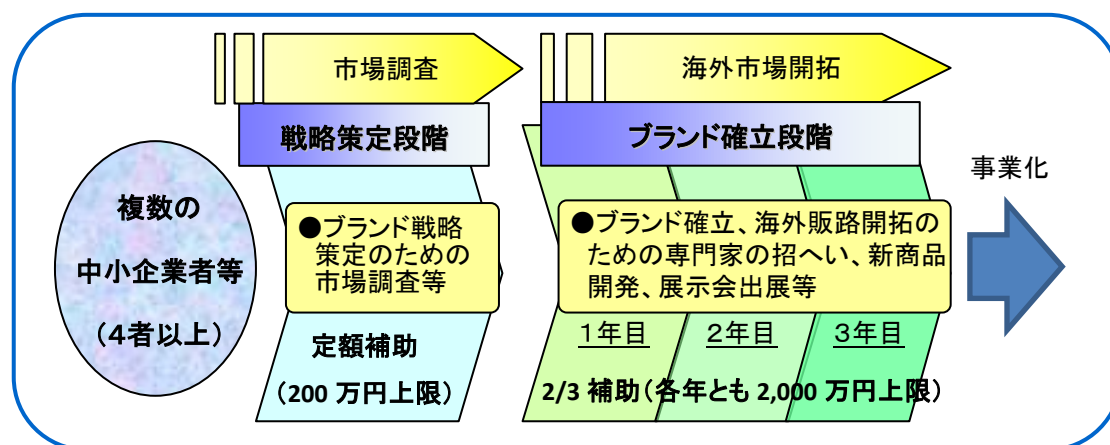 市場調査
海外市場開拓
戦略策定段階
ブランド確立段階
事業化
複数の
中小企業者等
（４者以上）
●ブランド戦略
策定のための
市場調査等
●ブランド確立、海外販路開拓の
ための専門家の招へい、新商品
開発、展示会出展等
１年目
２年目
３年目
定額補助
（200 万円上限）
2/3 補助（各年とも 2,000 万円上限）